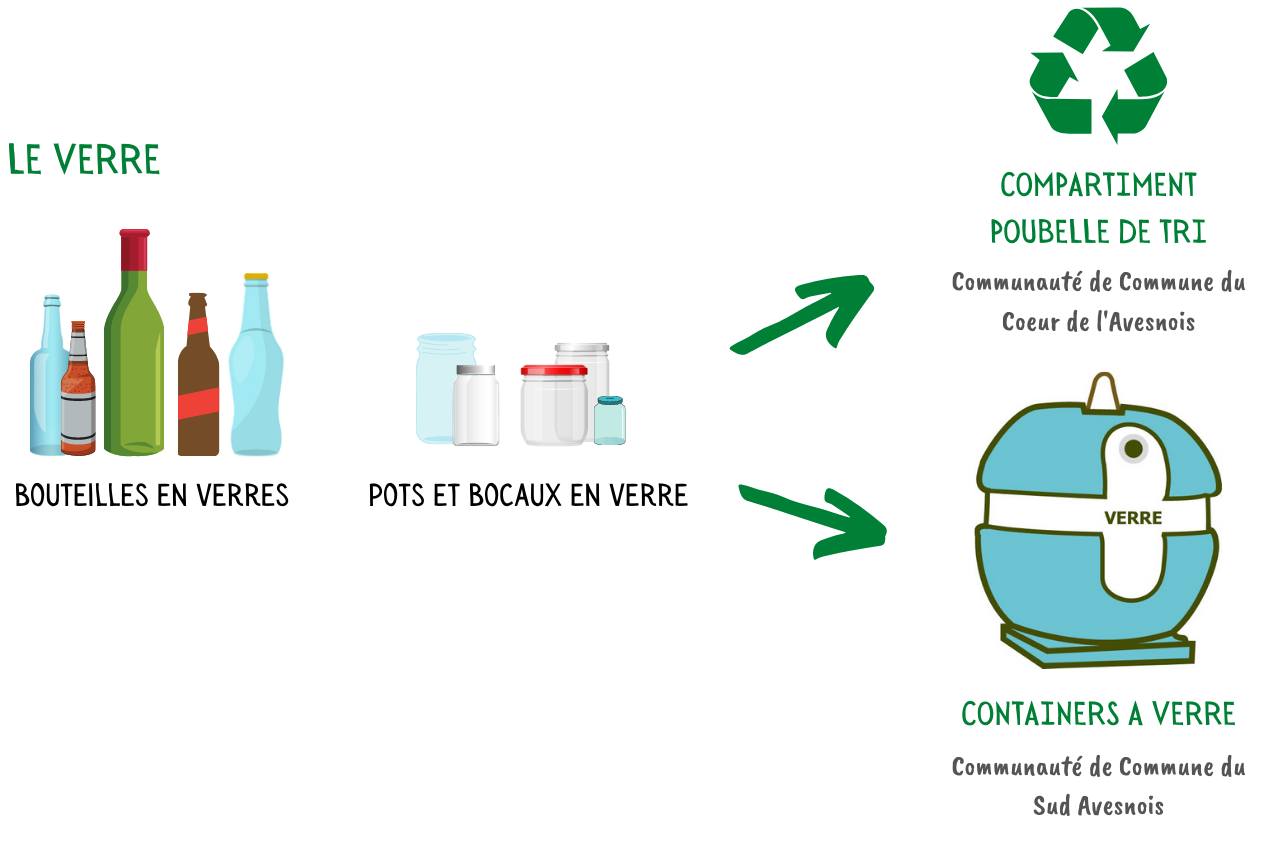 LE VERRE
BOUTEILLES EN VERRES
POTS ET BOCAUX EN VERRE
COMPARTIMENT
POUBELLE DE TRI
Communauté de Commune du
Coeur de l'Avesnois
VERRE
CONTAINERS A VERRE
Communauté de Commune du
Sud Avesnois